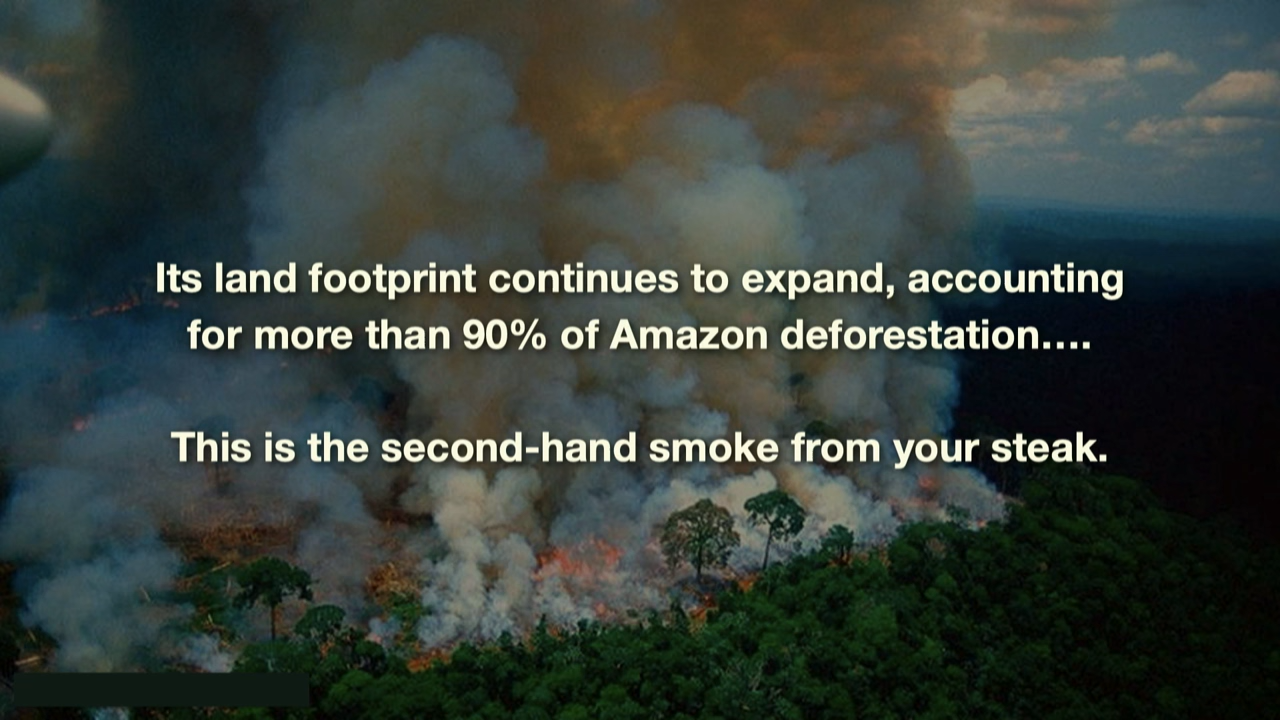 Its land footprint continues to expand, accounting
for more than 90% of Amazon deforestation….
This is the second-hand smoke from your steak.